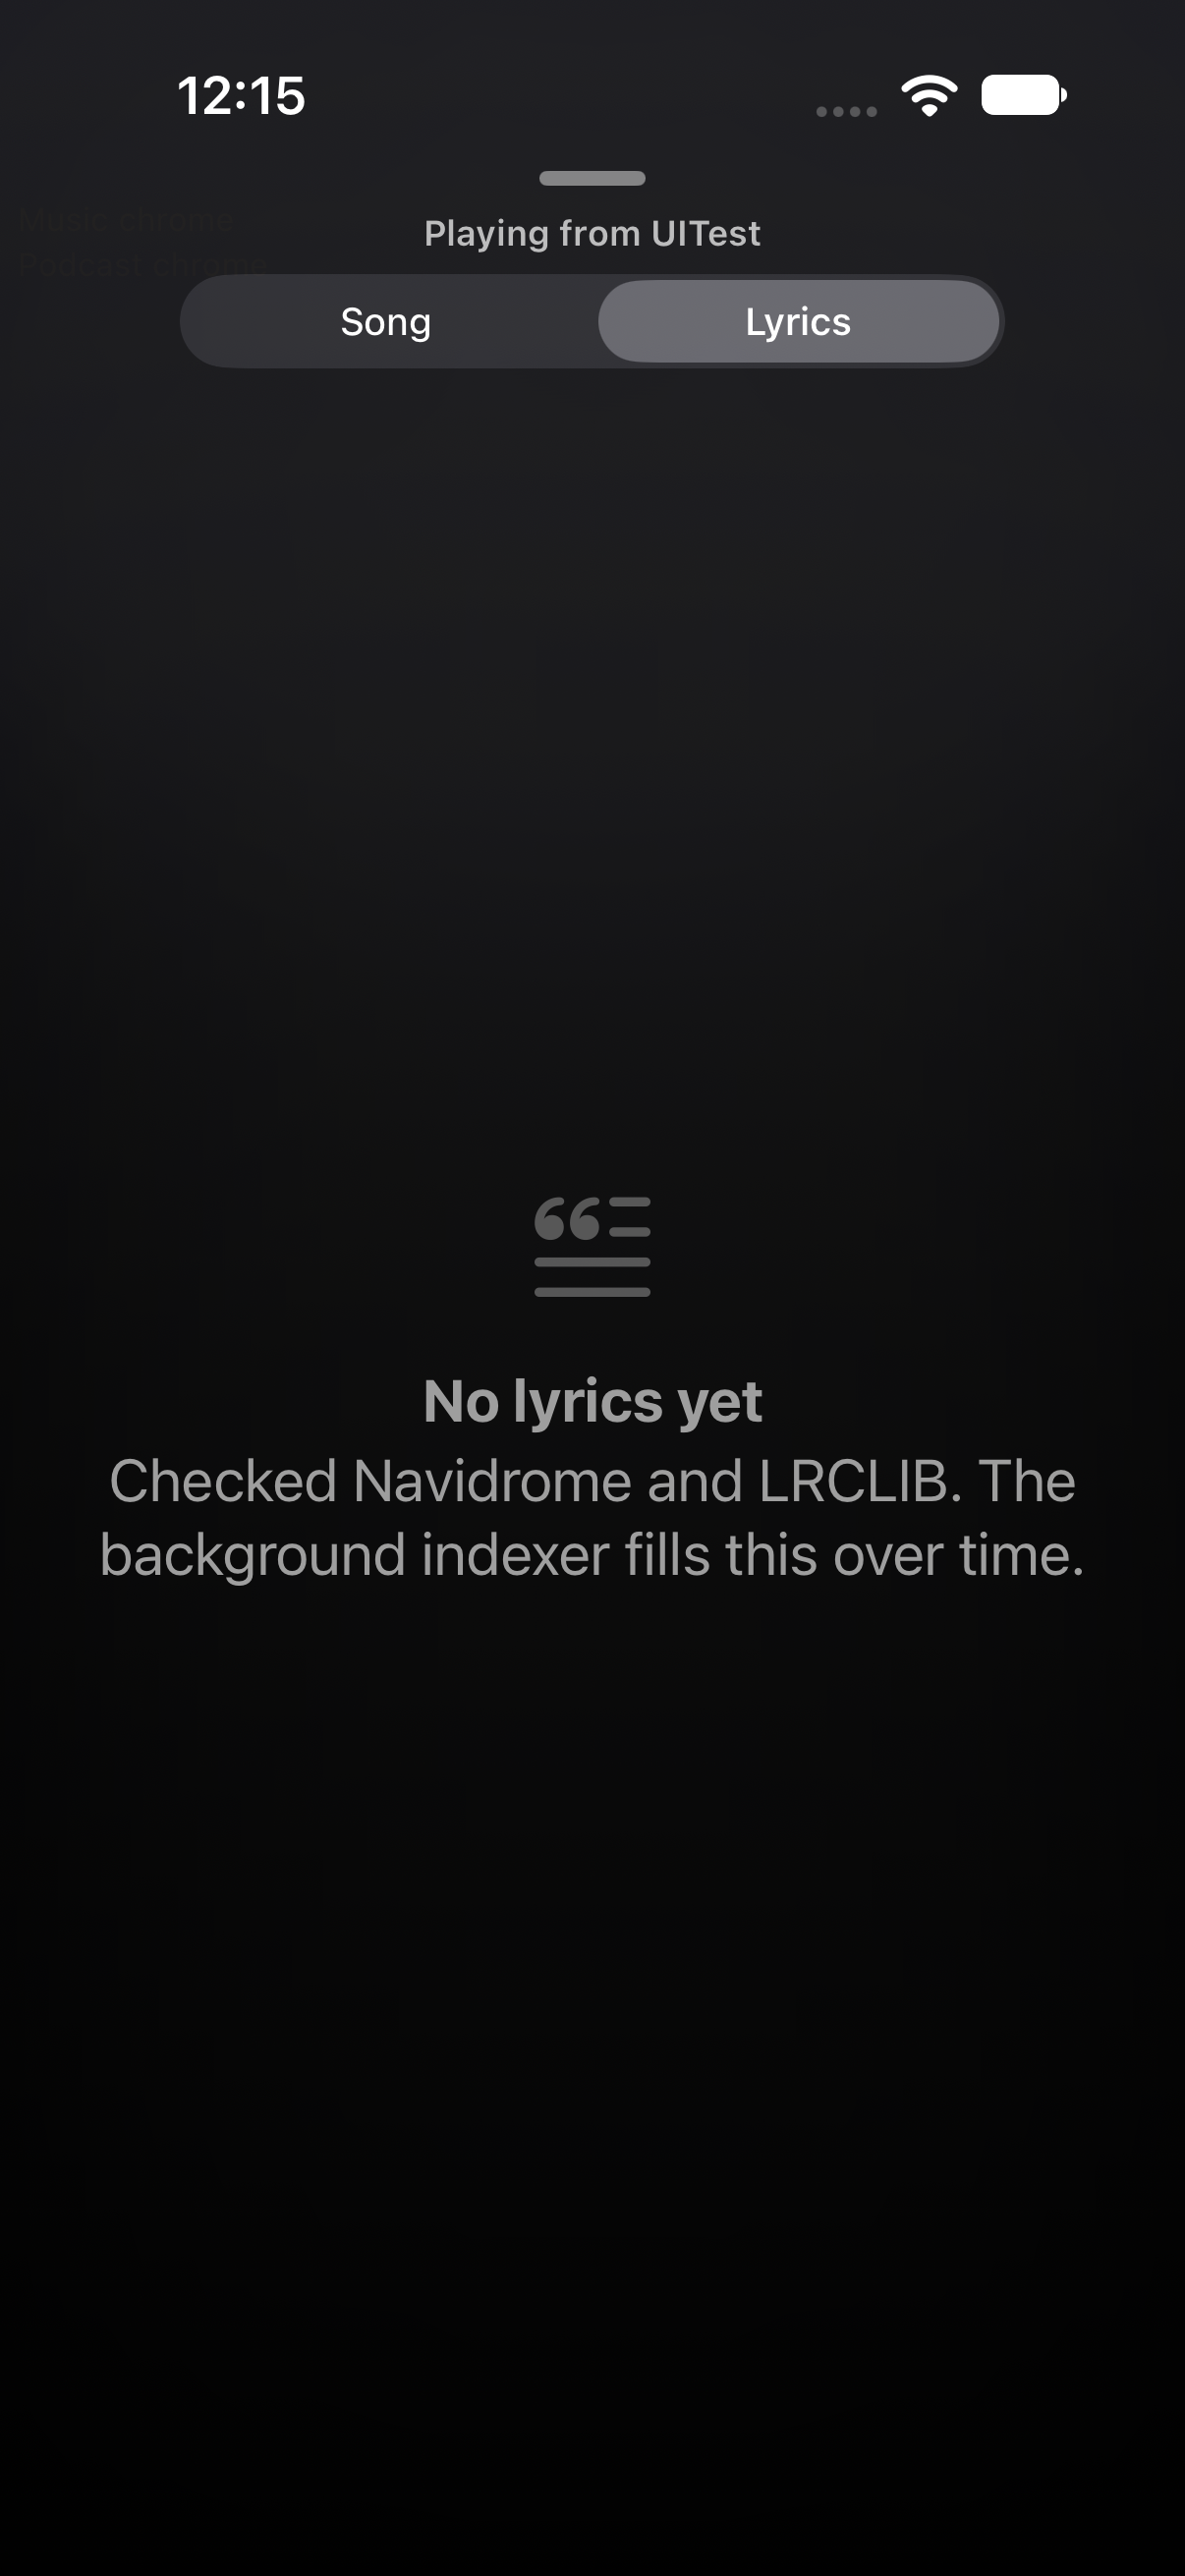 12:15
Music chrome
Playing from UITest
Podcast chrome
Song
Lyrics
No lyrics yet
Checked Navidrome and LRCLIB. The
background indexer fills this over time.